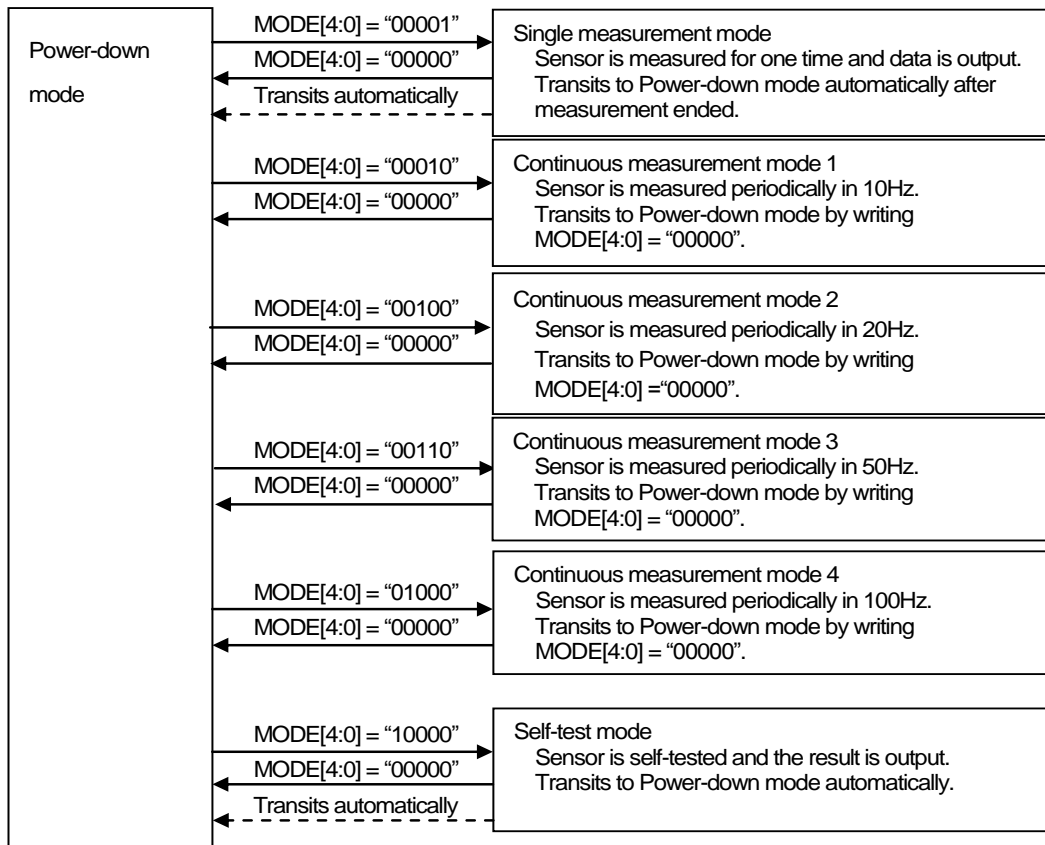 Power-down
mode
MODE[4:0] = “00001”
MODE[4:0] = “00000”
Transits automatically
Single measurement mode
Sensor is measured for one time and data is output.
Transits to Power-down mode automatically after
measurement ended.
MODE[4:0] = “00010”
MODE[4:0] = “00000”
Continuous measurement mode 1
Sensor is measured periodically in 10Hz.
Transits to Power-down mode by writing
MODE[4:0] = “00000”.
MODE[4:0] = “00100”
MODE[4:0] = “00000”
Continuous measurement mode 2
Sensor is measured periodically in 20Hz.
Transits to Power-down mode by writing
MODE[4:0] =“00000”.
MODE[4:0] = “00110”
MODE[4:0] = “00000”
Continuous measurement mode 3
Sensor is measured periodically in 50Hz.
Transits to Power-down mode by writing
MODE[4:0] = “00000”.
MODE[4:0] = “01000”
MODE[4:0] = “00000”
Continuous measurement mode 4
Sensor is measured periodically in 100Hz.
Transits to Power-down mode by writing
MODE[4:0] = “00000”.
MODE[4:0] = “10000”
MODE[4:0] = “00000”
Transits automatically
Self-test mode
Sensor is self-tested and the result is output.
Transits to Power-down mode automatically.